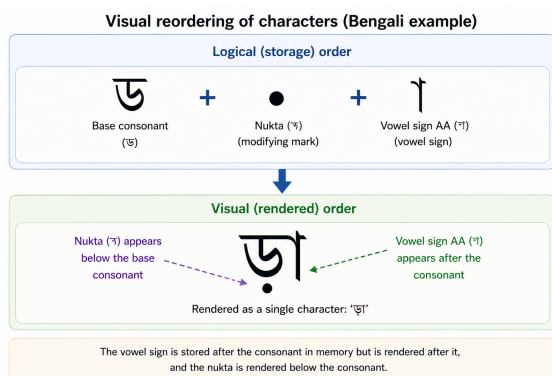 Visual reordering of characters (Bengali example)
Logical (storage) order
ড + • + া
Base consonant
(ড)
Nukta (়)
(modifying mark)
Vowel sign AA (া)
(vowel sign)
Visual (rendered) order
Nukta (়) appears
below the base
consonant
ড়া
Vowel sign AA (া)
appears after the
consonant
Rendered as a single character: ‘ড়া’
The vowel sign is stored after the consonant in memory but is rendered after it,
and the nukta is rendered below the consonant.